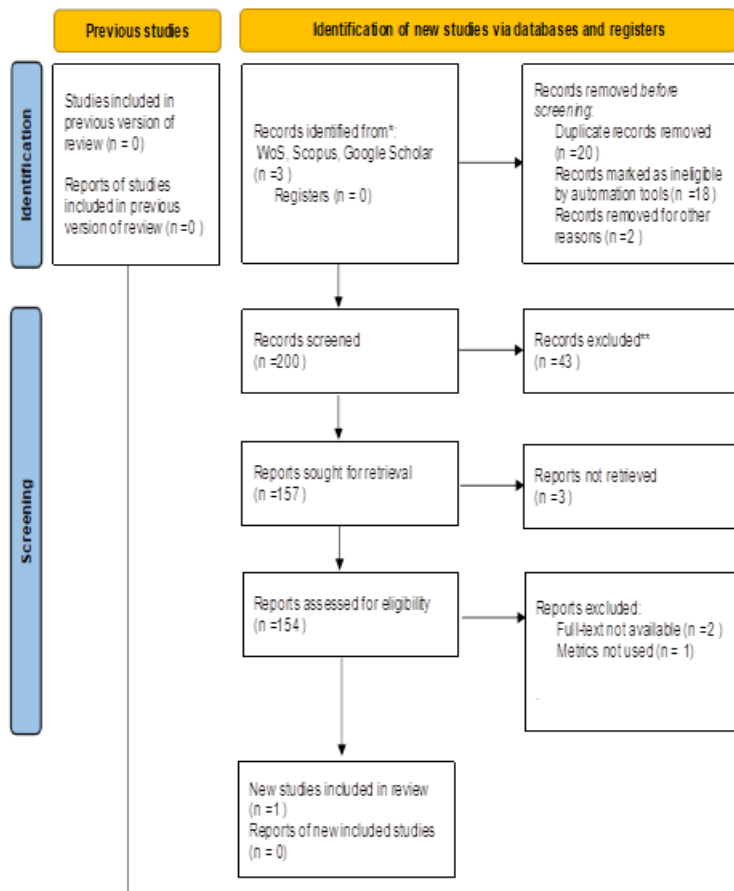 Previous studies
Identification of new studies via databases and registers
Identification
Studies included in
previous version of
review (n = 0)
Reports of studies
included in previous
version of review (n =0 )
Records identified from*:
WoS, Scopus, Google Scholar
(n =3 )
Registers (n = 0)
Records removed before
screening:
Duplicate records removed
(n =20 )
Records marked as ineligible
by automation tools (n =18 )
Records removed for other
reasons (n =2 )
Screening
Records screened
(n =200 )
Records excluded**
(n =43 )
Reports sought for retrieval
(n =157 )
Reports not retrieved
(n =3 )
Reports assessed for eligibility
(n =154 )
Reports excluded:
Full-text not available (n =2 )
Metrics not used (n = 1)
.
New studies included in review
(n =1 )
Reports of new included studies
(n = 0)